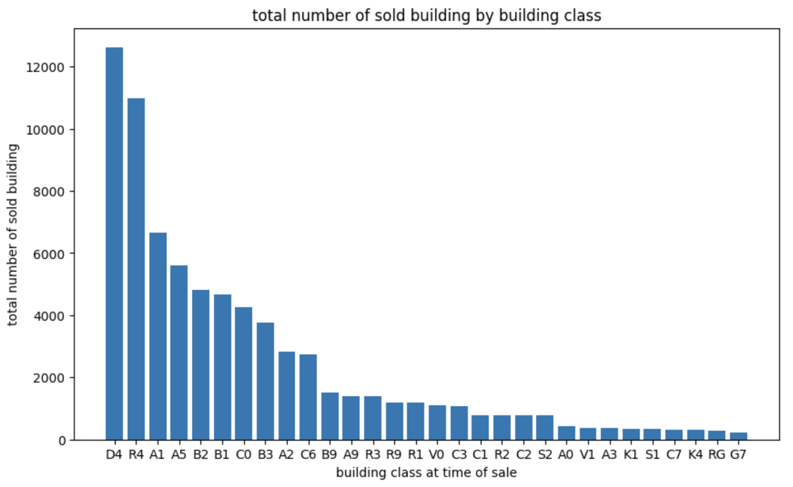 total number of sold building by building class
total number of sold building
12000
10000
8000
6000
4000
2000
0
D4 R4 A1 A5 B2 B1 C0 B3 A2 C6 B9 A9 R3 R9 R1 V0 C3 C1 R2 C2 S2 A0 V1 A3 K1 S1 C7 K4 RG G7
building class at time of sale